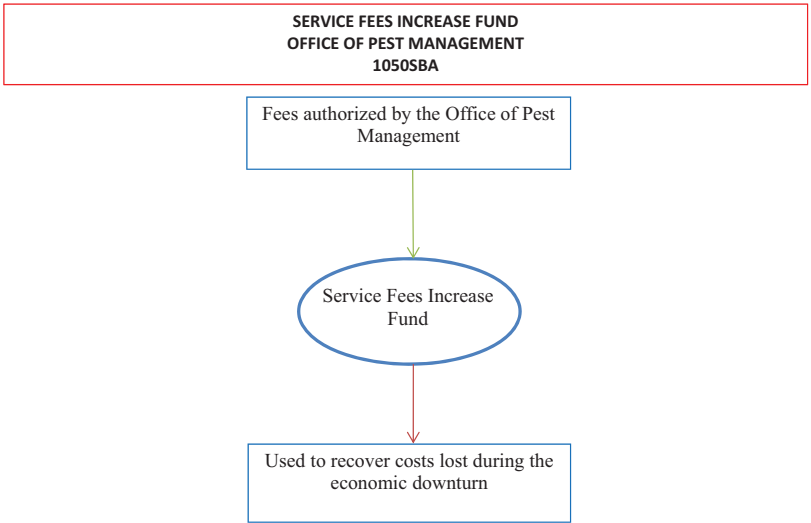 SERVICE FEES INCREASE FUND
OFFICE OF PEST MANAGEMENT
1050SBA
Fees authorized by the Office of Pest
Management
Service Fees Increase
Fund
Used to recover costs lost during the
economic downturn